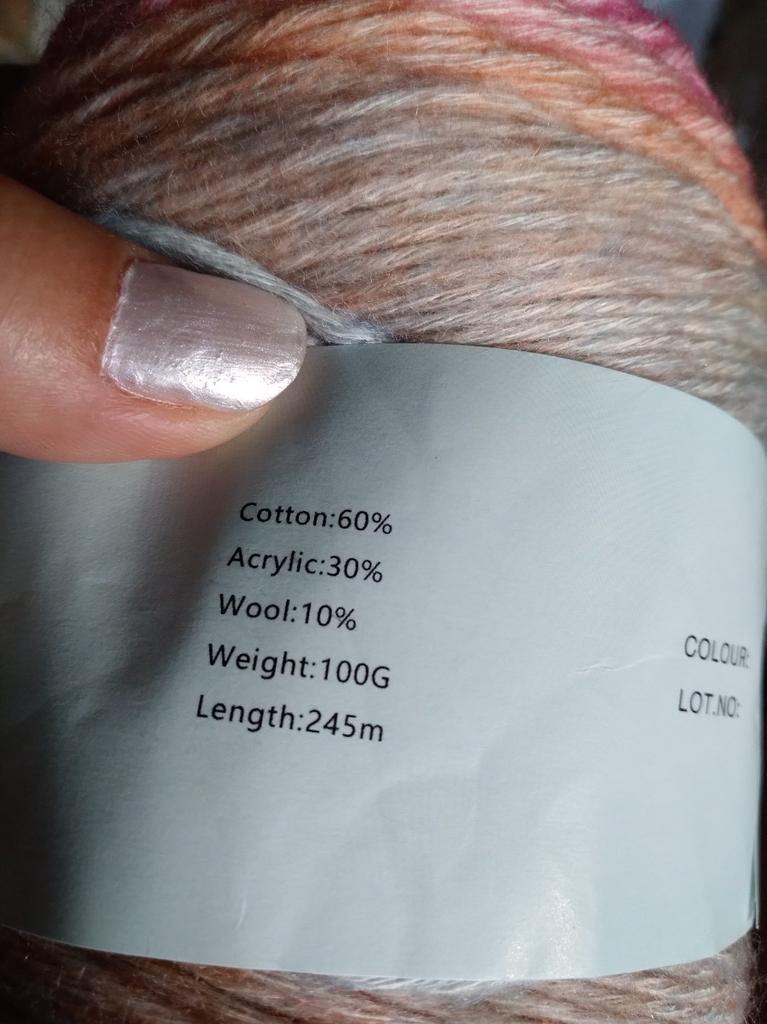 Cotton:60%
Acrylic:30%
Wool:10%
Weight:100G
Length:245m
COLOUR:
LOT.NO: